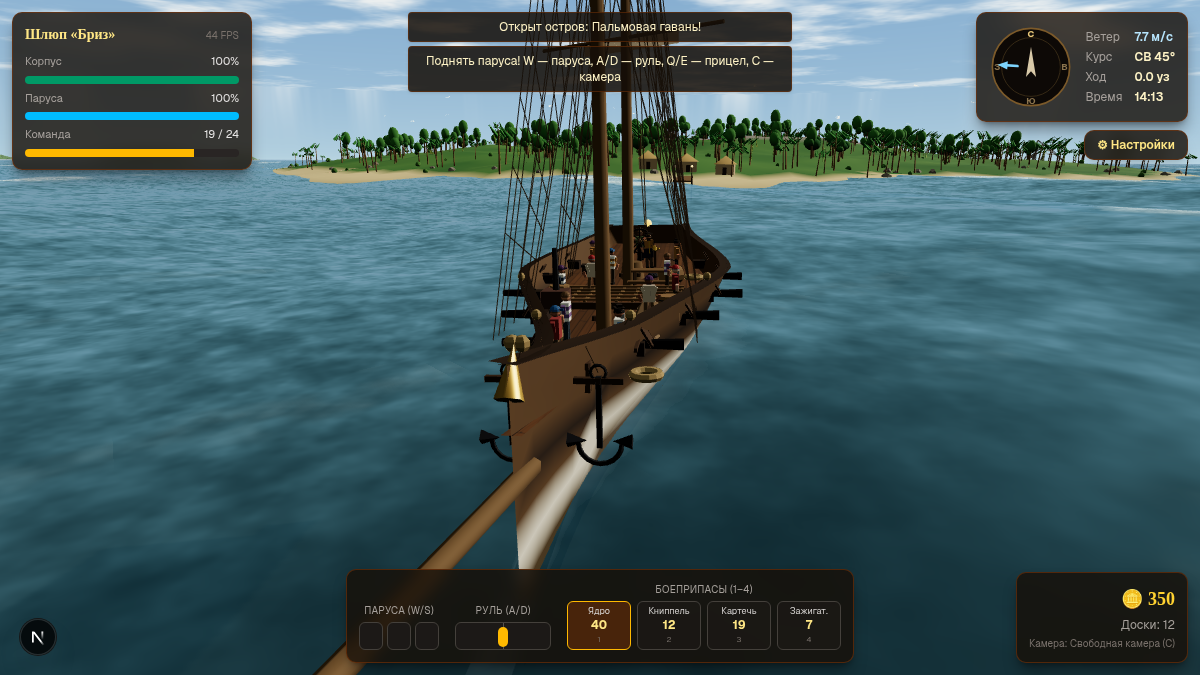 Шлюп «Бриз»
44 FPS
Корпус
100%
Паруса
100%
Команда
19 / 24
Открыт остров: Пальмовая гавань!
Поднять паруса! W — паруса, A/D — руль, Q/E — прицел, C —
камера
С
В
Ю
З
Ветер 7.7 м/с
Курс СВ 45°
Ход 0.0 уз
Время 14:13
⚙ Настройки
ПАРУСА (W/S)
РУЛЬ (A/D)
БОЕПРИПАСЫ (1–4)
Ядро
40
1
Книппель
12
2
Картечь
19
3
Зажигат.
7
4
350
Доски: 12
Камера: Свободная камера (C)
N